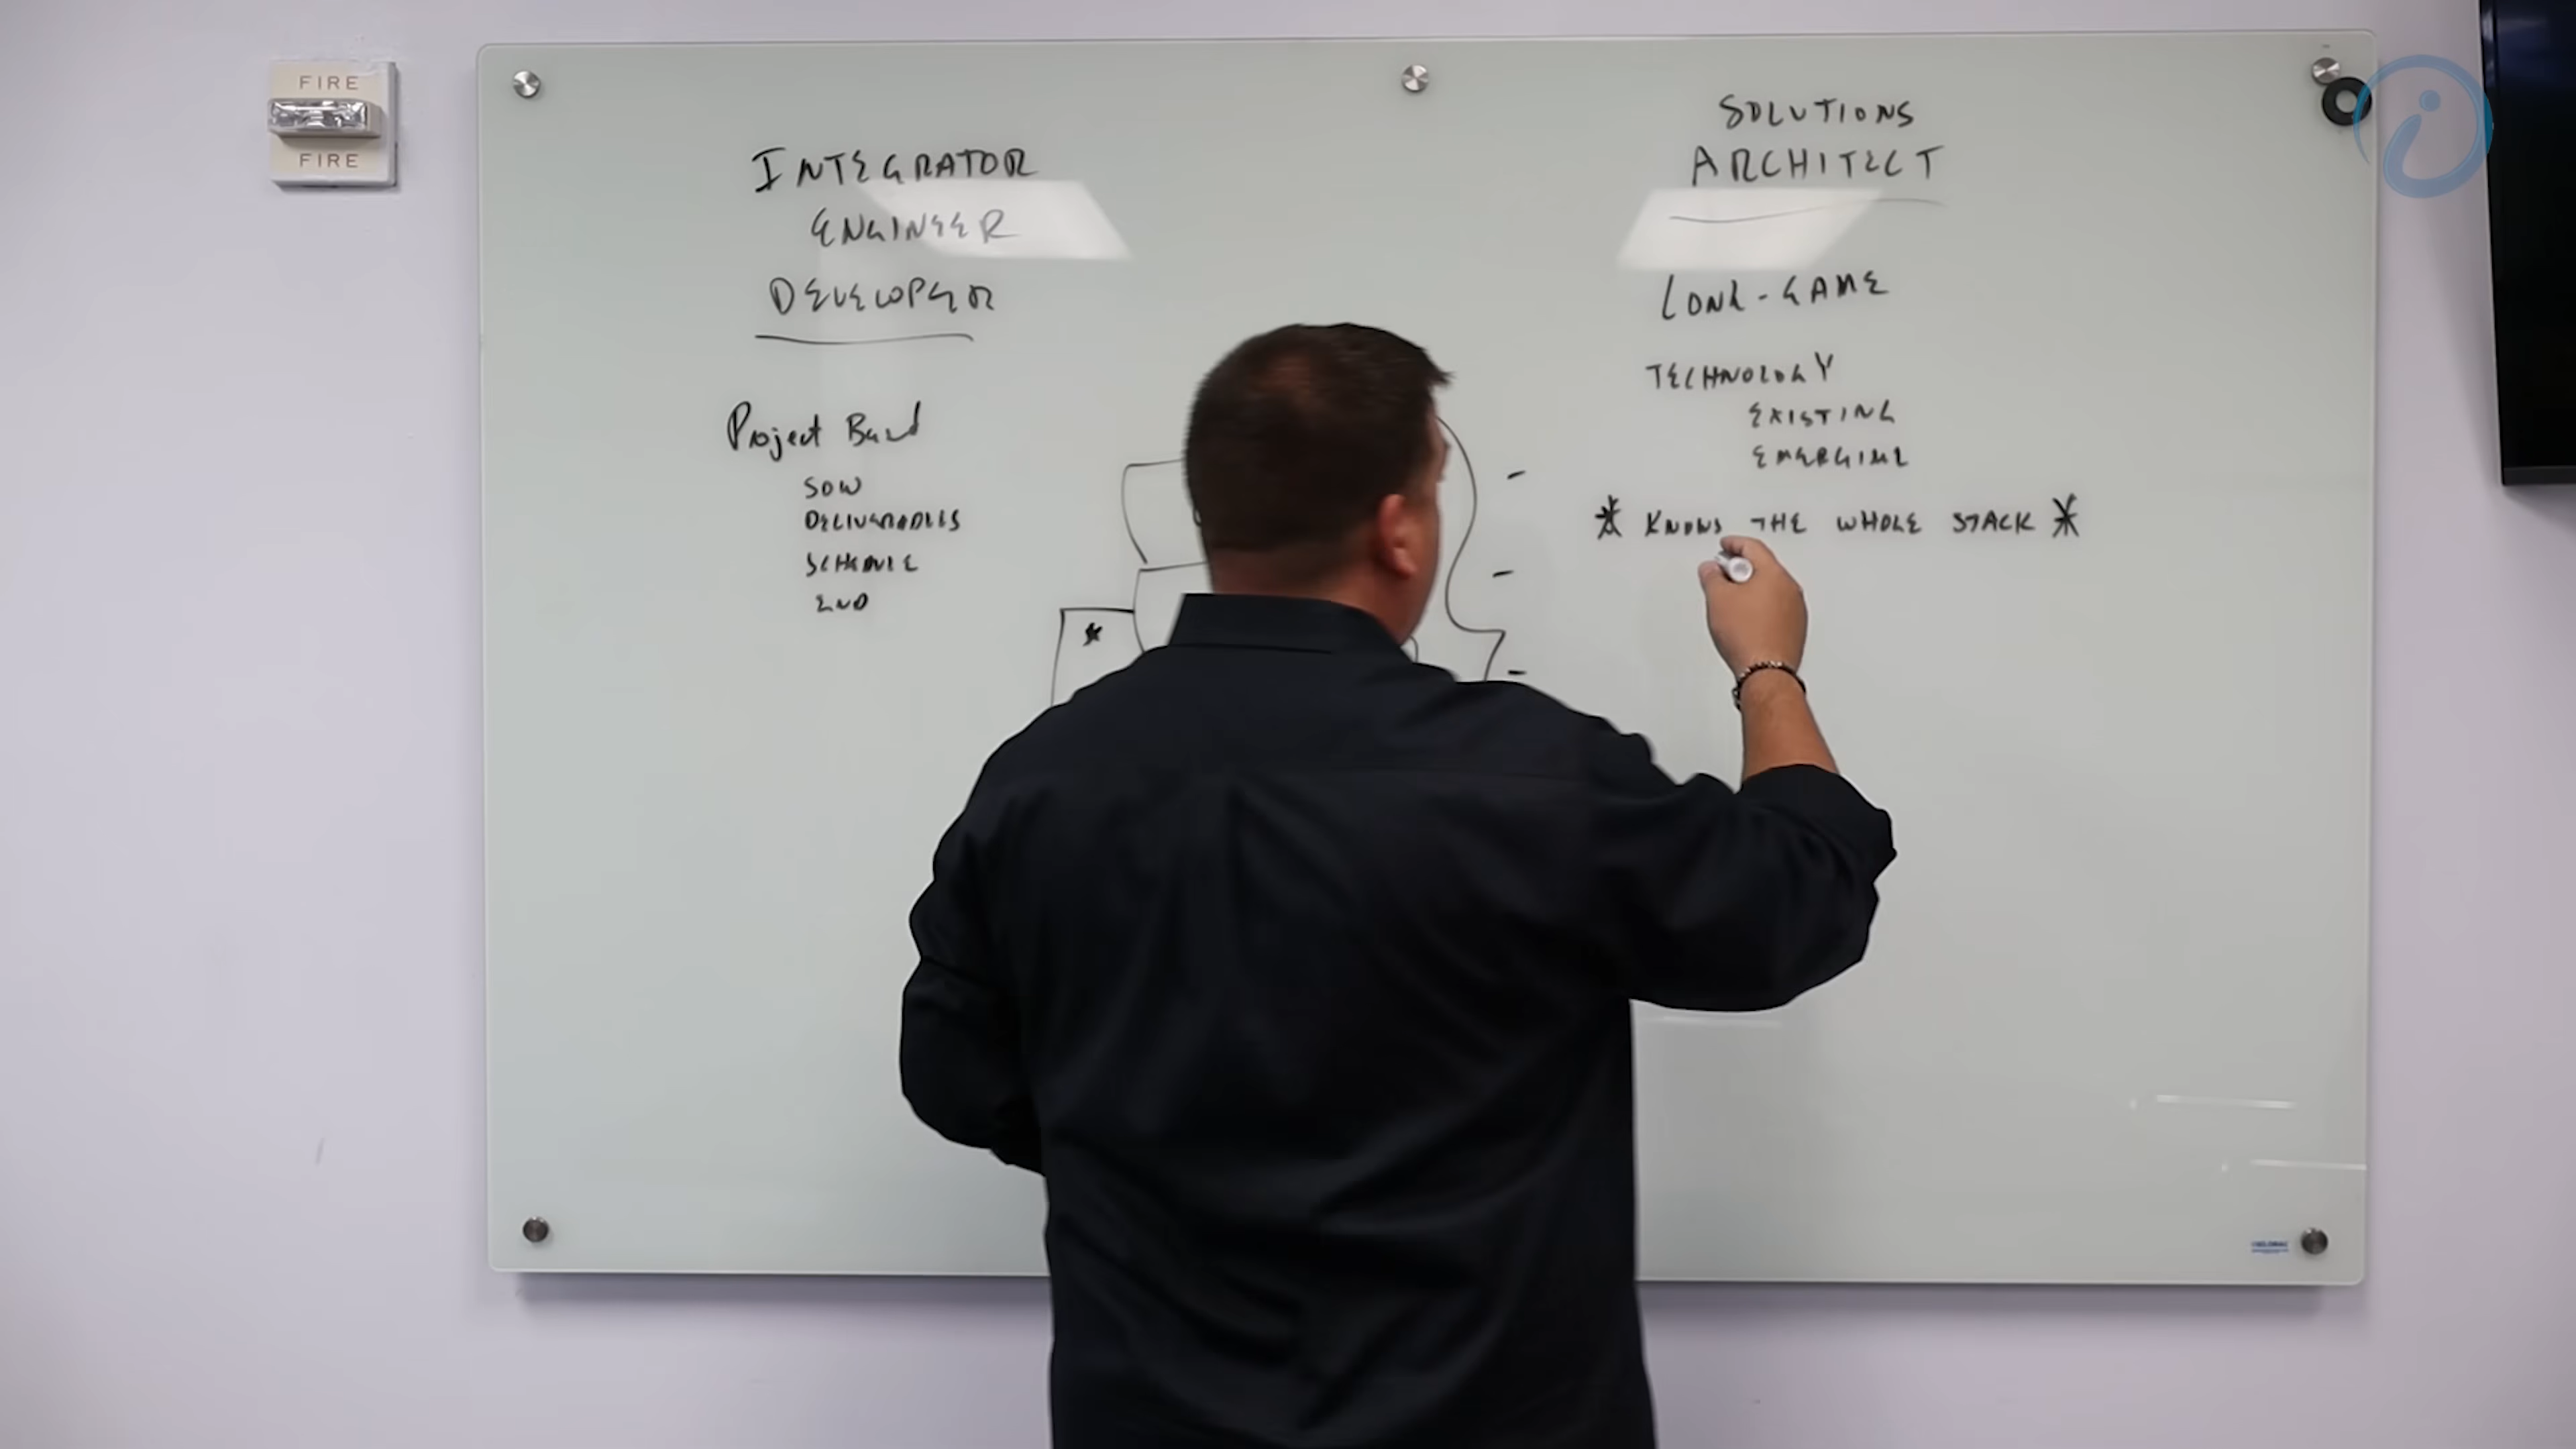 FIRE
FIRE
INTEGRATOR
ENGINEER
DEVELOPER
Project Based
SOW
DELIVERABLES
SCHEDULE
END
SOLUTIONS
ARCHITECT
LONG-GAME
TECHNOLOGY
EXISTING
EMERGING
* KNOWS THE WHOLE STACK *